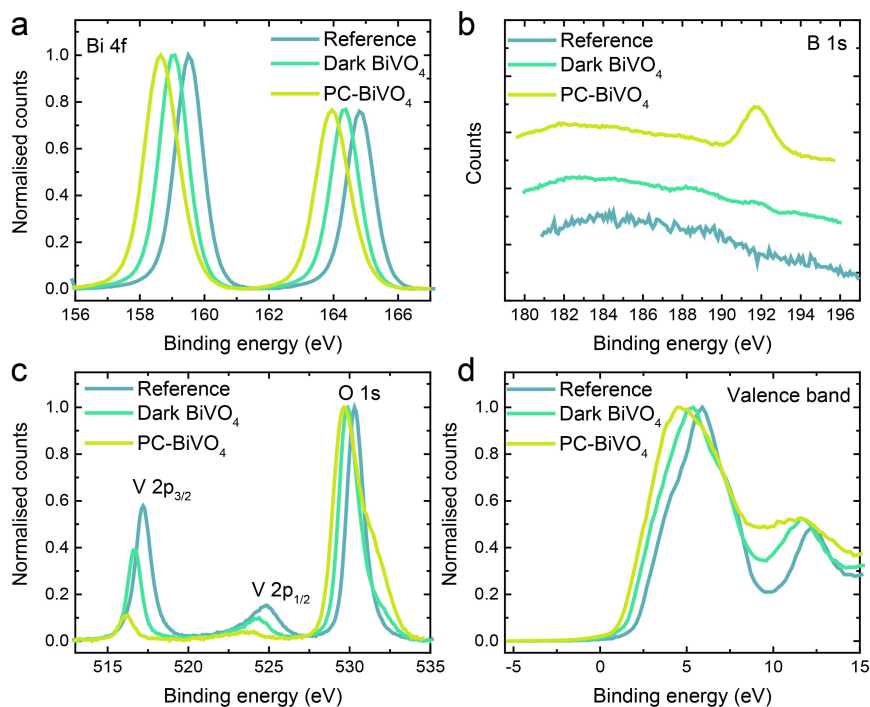 a
Bi 4f
Reference
Dark BiVO₄
PC-BiVO₄
Normalised counts
1.0
0.8
0.6
0.4
0.2
0.0
156 158 160 162 164 166
Binding energy (eV)
b
B 1s
Reference
Dark BiVO₄
PC-BiVO₄
Counts
180 182 184 186 188 190 192 194 196
Binding energy (eV)
c
O 1s
Reference
Dark BiVO₄
PC-BiVO₄
V 2p₃/₂
V 2p₁/₂
Normalised counts
1.0
0.8
0.6
0.4
0.2
0.0
515 520 525 530 535
Binding energy (eV)
d
Valence band
Reference
Dark BiVO₄
PC-BiVO₄
Normalised counts
1.0
0.8
0.6
0.4
0.2
0.0
-5 0 5 10 15
Binding energy (eV)